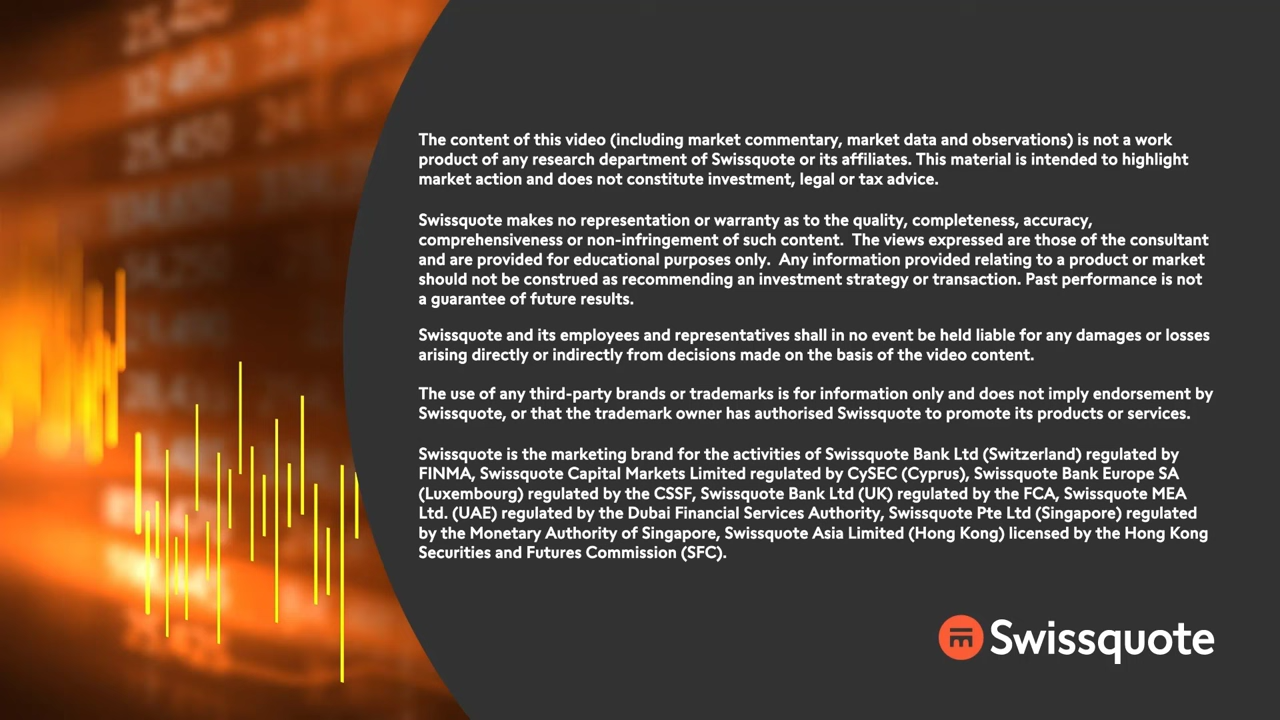 The content of this video (including market commentary, market data and observations) is not a work
product of any research department of Swissquote or its affiliates. This material is intended to highlight
market action and does not constitute investment, legal or tax advice.
Swissquote makes no representation or warranty as to the quality, completeness, accuracy,
comprehensiveness or non-infringement of such content. The views expressed are those of the consultant
and are provided for educational purposes only. Any information provided relating to a product or market
should not be construed as recommending an investment strategy or transaction. Past performance is not
a guarantee of future results.
Swissquote and its employees and representatives shall in no event be held liable for any damages or losses
arising directly or indirectly from decisions made on the basis of the video content.
The use of any third-party brands or trademarks is for information only and does not imply endorsement by
Swissquote, or that the trademark owner has authorised Swissquote to promote its products or services.
Swissquote is the marketing brand for the activities of Swissquote Bank Ltd (Switzerland) regulated by
FINMA, Swissquote Capital Markets Limited regulated by CySEC (Cyprus), Swissquote Bank Europe SA
(Luxembourg) regulated by the CSSF, Swissquote Bank Ltd (UK) regulated by the FCA, Swissquote MEA
Ltd. (UAE) regulated by the Dubai Financial Services Authority, Swissquote Pte Ltd (Singapore) regulated
by the Monetary Authority of Singapore, Swissquote Asia Limited (Hong Kong) licensed by the Hong Kong
Securities and Futures Commission (SFC).
Swissquote